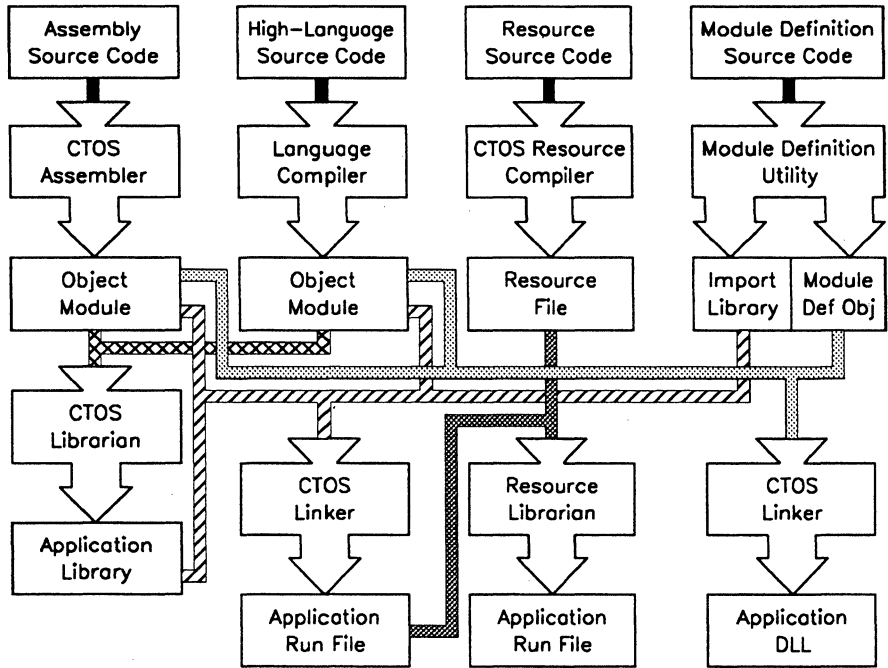 Assembly
Source Code
High-Language
Source Code
Resource
Source Code
Module Definition
Source Code
CTOS
Assembler
Language
Compiler
CTOS Resource
Compiler
Module Definition
Utility
Object
Module
Object
Module
Resource
File
Import
Library
Module
Def Obj
CTOS
Librarian
CTOS
Linker
Resource
Librarian
CTOS
Linker
Application
Library
Application
Run File
Application
Run File
Application
DLL